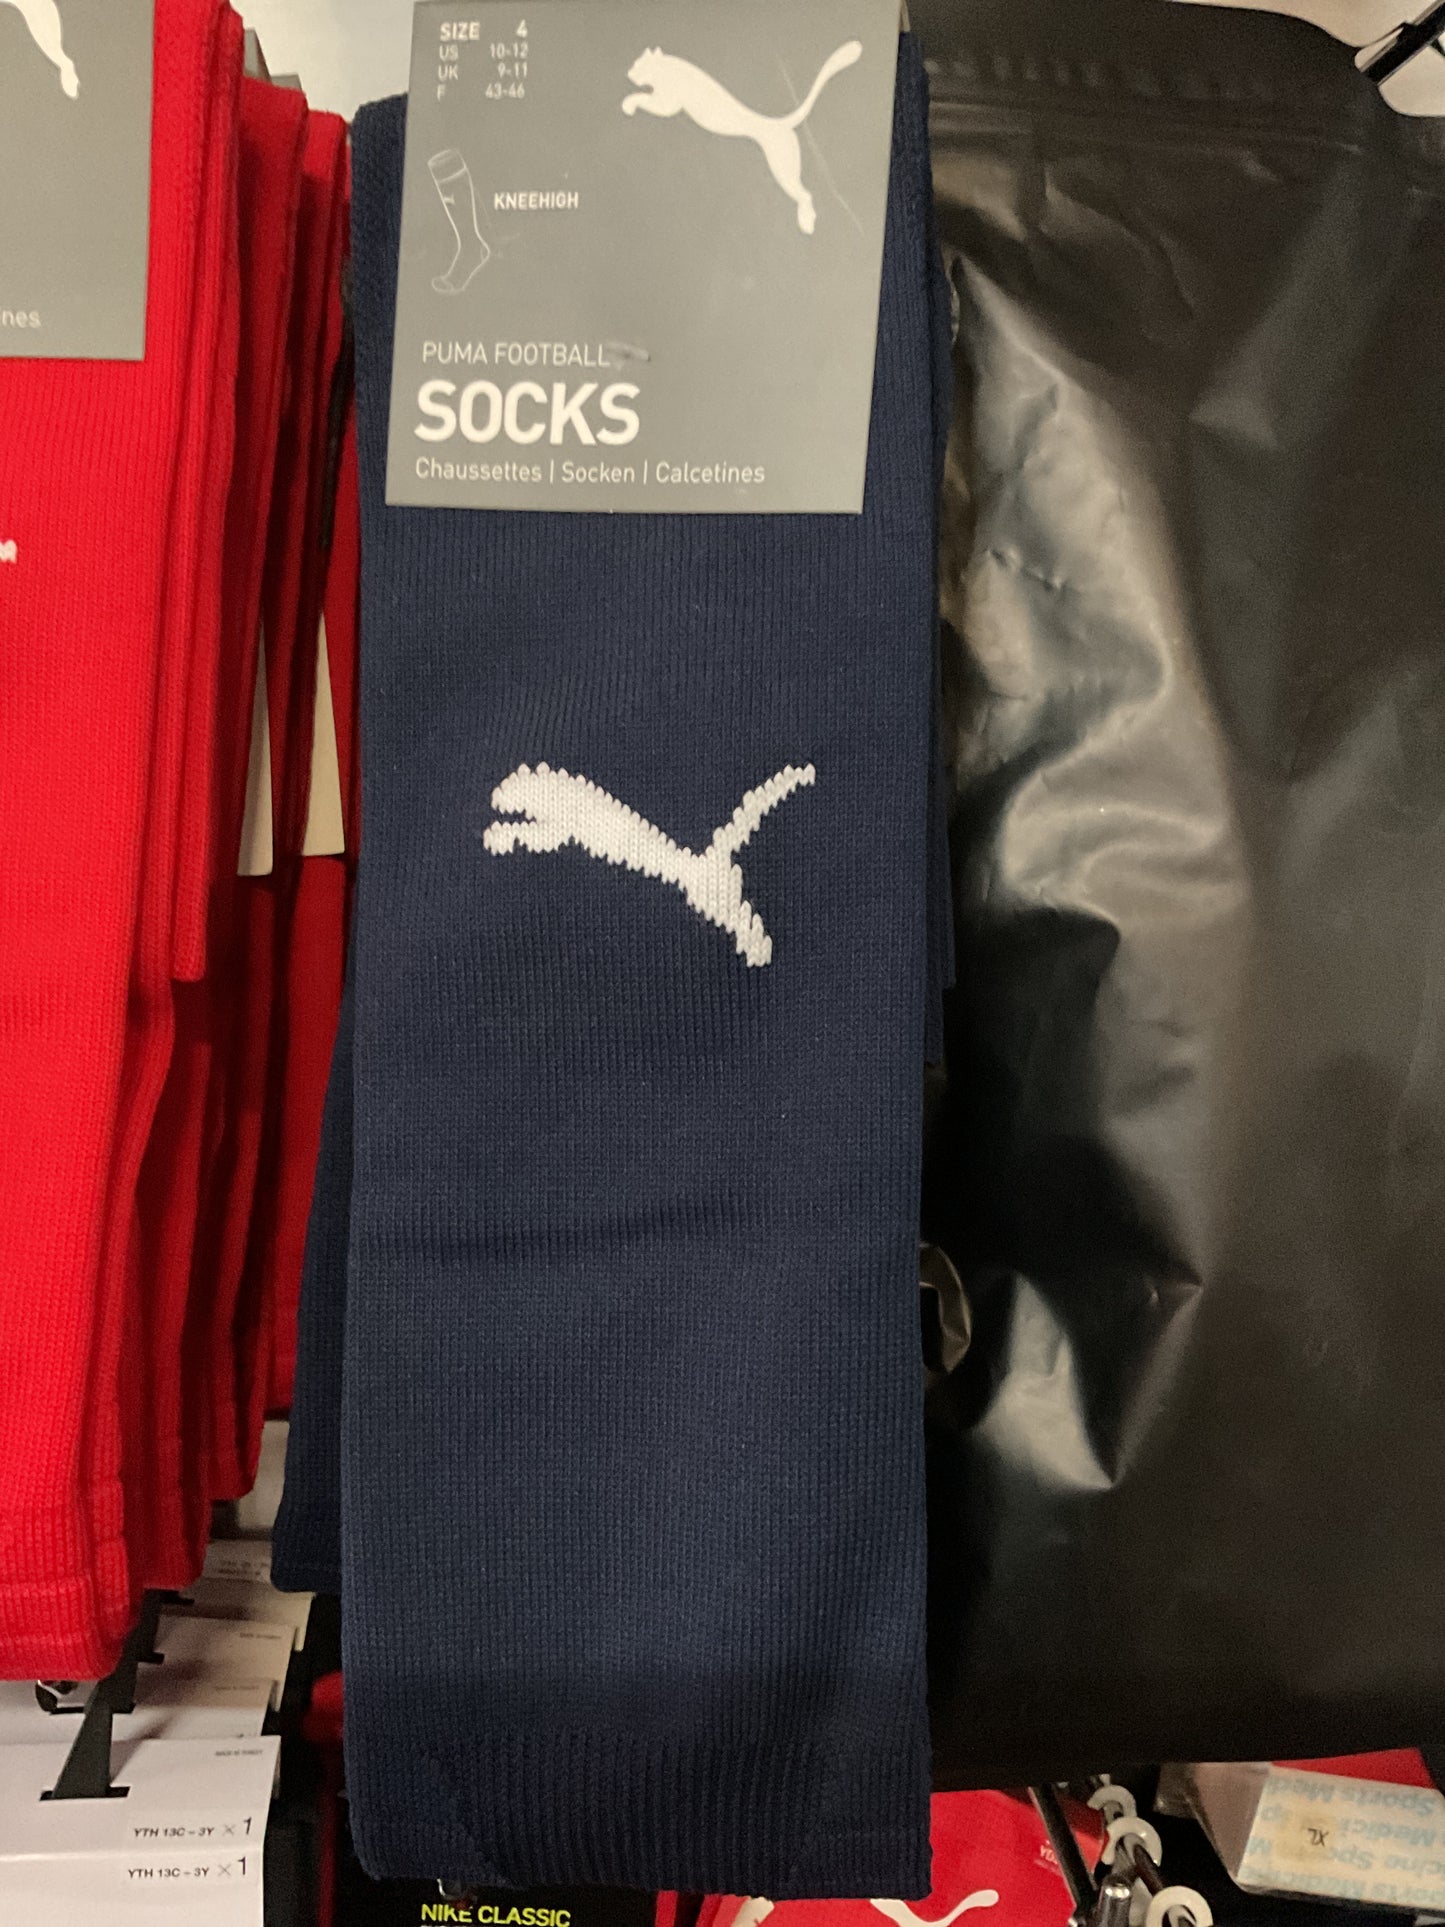 SIZE 4
US 10-12
UK 9-11
F 43-46
KNEEHIGH
PUMA FOOTBALL
SOCKS
Chaussettes | Socken | Calcetines
nes
M
YTH 13C – 3Y × 1
YTH 13C – 3Y × 1
NIKE CLASSIC
XL